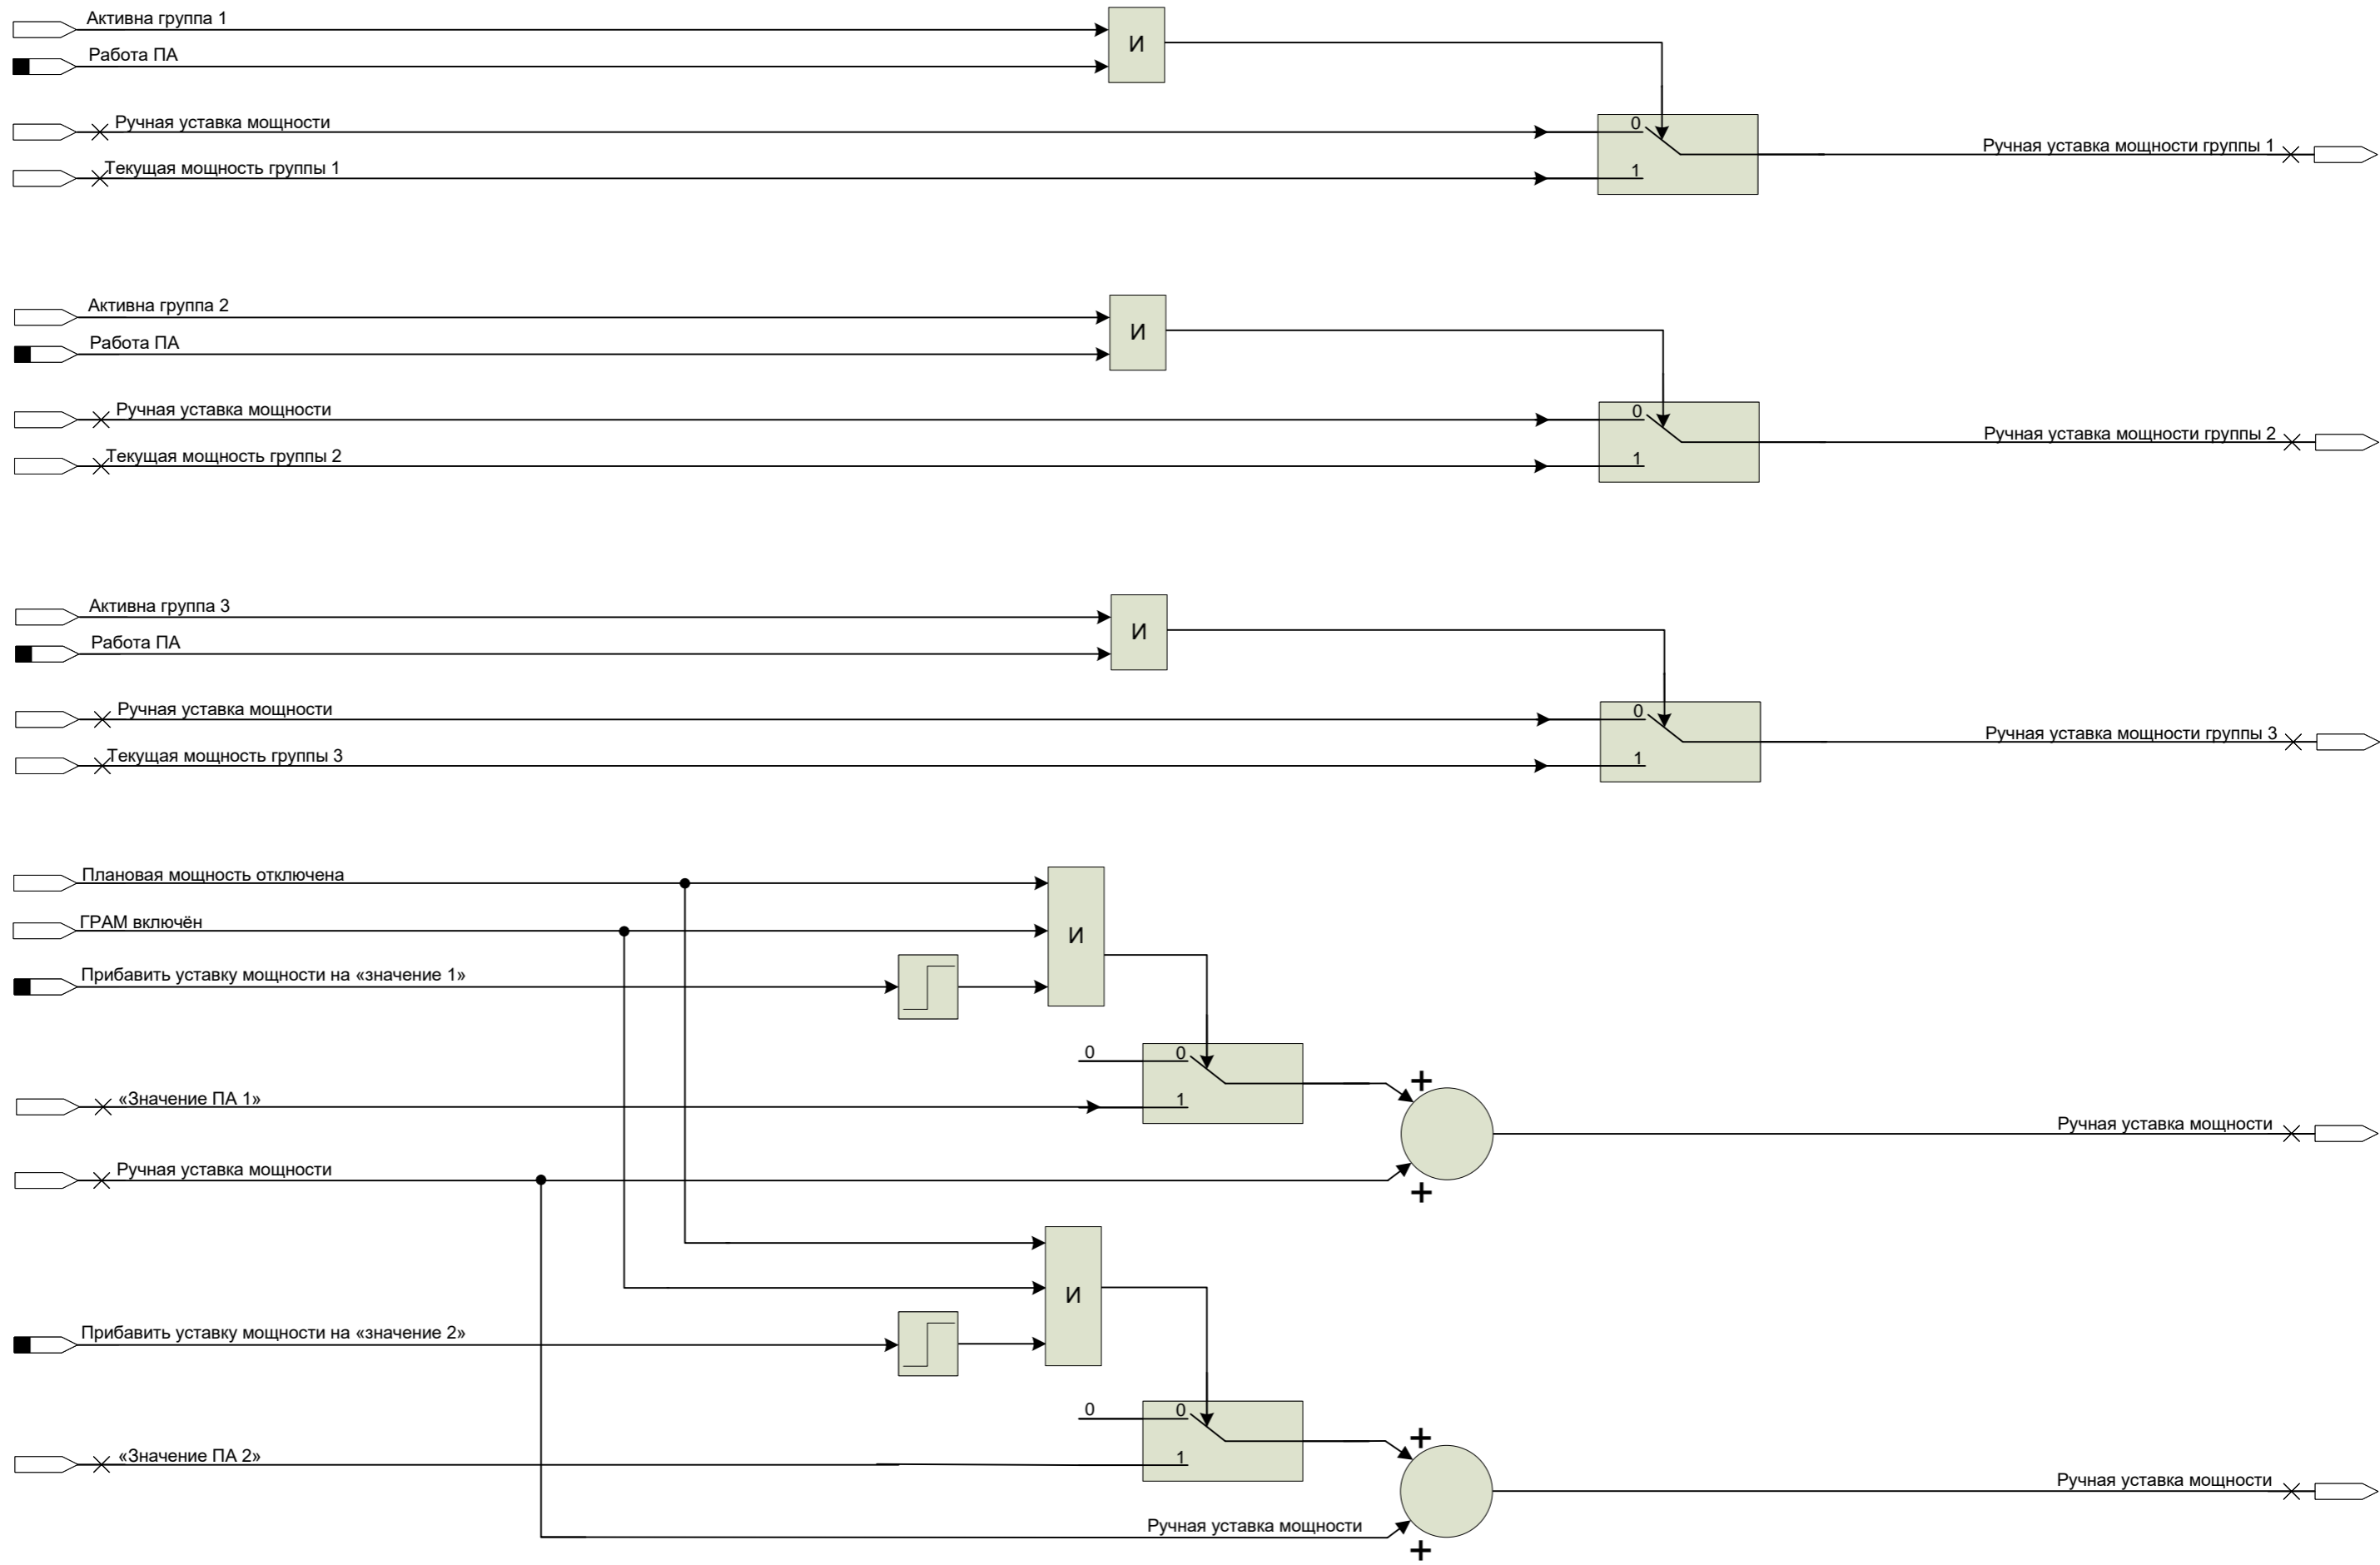 Активна группа 1
И
Работа ПА
Ручная уставка мощности
0
Ручная уставка мощности группы 1
Текущая мощность группы 1
1
Активна группа 2
И
Работа ПА
Ручная уставка мощности
0
Ручная уставка мощности группы 2
Текущая мощность группы 2
1
Активна группа 3
И
Работа ПА
Ручная уставка мощности
0
Ручная уставка мощности группы 3
Текущая мощность группы 3
1
Плановая мощность отключена
ГРАМ включён
И
Прибавить уставку мощности на «значение 1»
0
0
+
«Значение ПА 1»
1
Ручная уставка мощности
Ручная уставка мощности
+
И
Прибавить уставку мощности на «значение 2»
0
0
+
«Значение ПА 2»
1
Ручная уставка мощности
Ручная уставка мощности
+